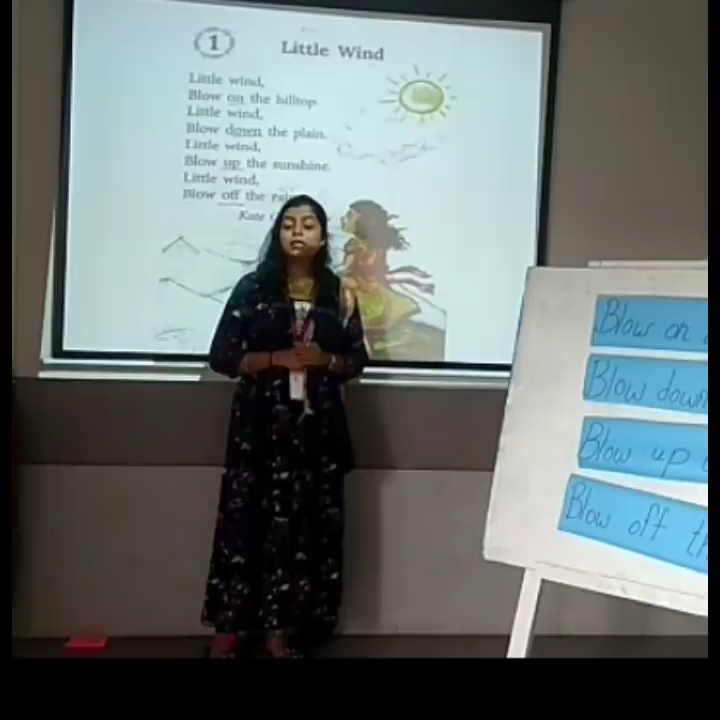 1
Little Wind
Little wind,
Blow on the hilltop.
Little wind,
Blow down the plain.
Little wind,
Blow up the sunshine.
Little wind,
Blow off the
Kate
Blow on
Blow down
Blow up
Blow off